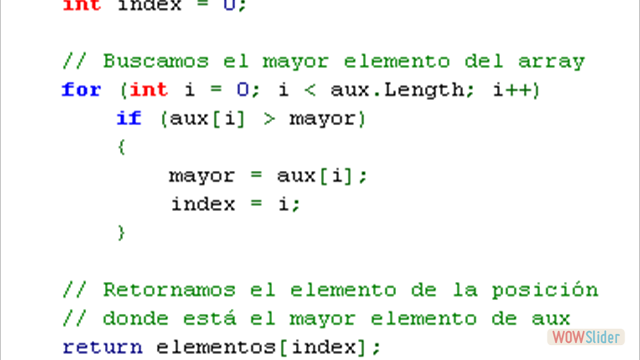 int index = 0;
// Buscamos el mayor elemento del array
for (int i = 0; i < aux.Length; i++)
if (aux[i] > mayor)
{
mayor = aux[i];
index = i;
}
// Retornamos el elemento de la posición
// donde está el mayor elemento de aux
return elementos[index];
WOWSlider